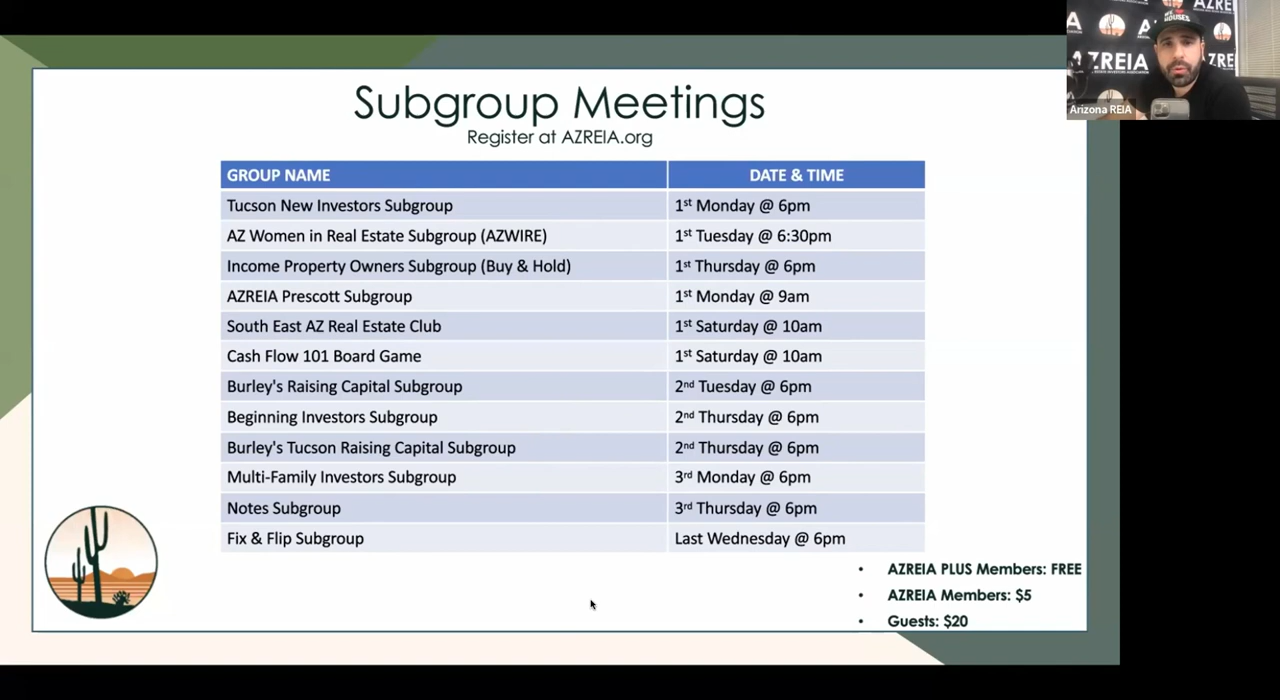 Subgroup Meetings
Register at AZREIA.org
GROUP NAME DATE & TIME
Tucson New Investors Subgroup 1st Monday @ 6pm
AZ Women in Real Estate Subgroup (AZWIRE) 1st Tuesday @ 6:30pm
Income Property Owners Subgroup (Buy & Hold) 1st Thursday @ 6pm
AZREIA Prescott Subgroup 1st Monday @ 9am
South East AZ Real Estate Club 1st Saturday @ 10am
Cash Flow 101 Board Game 1st Saturday @ 10am
Burley's Raising Capital Subgroup 2nd Tuesday @ 6pm
Beginning Investors Subgroup 2nd Thursday @ 6pm
Burley's Tucson Raising Capital Subgroup 2nd Thursday @ 6pm
Multi-Family Investors Subgroup 3rd Monday @ 6pm
Notes Subgroup 3rd Thursday @ 6pm
Fix & Flip Subgroup Last Wednesday @ 6pm
• AZREIA PLUS Members: FREE
• AZREIA Members: $5
• Guests: $20
AZREI
HOUSES
ZREIA
ZRE
Arizona REIA